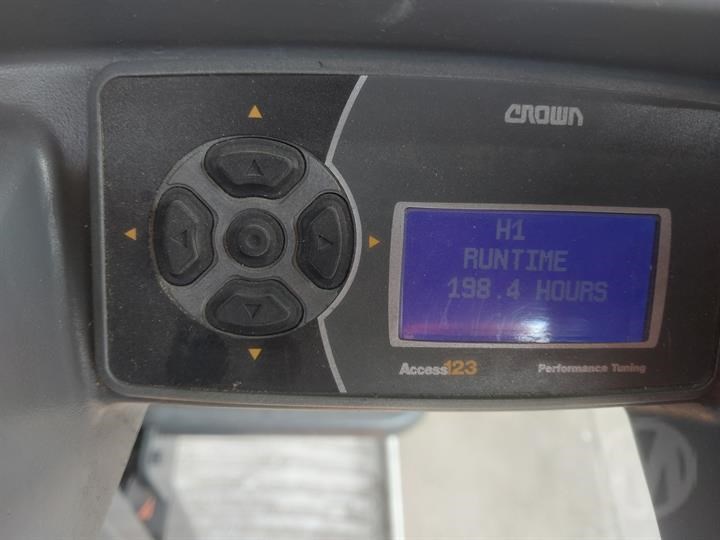 CROWN
H1
RUNTIME
198.4 HOURS
Access123 Performance Tuning